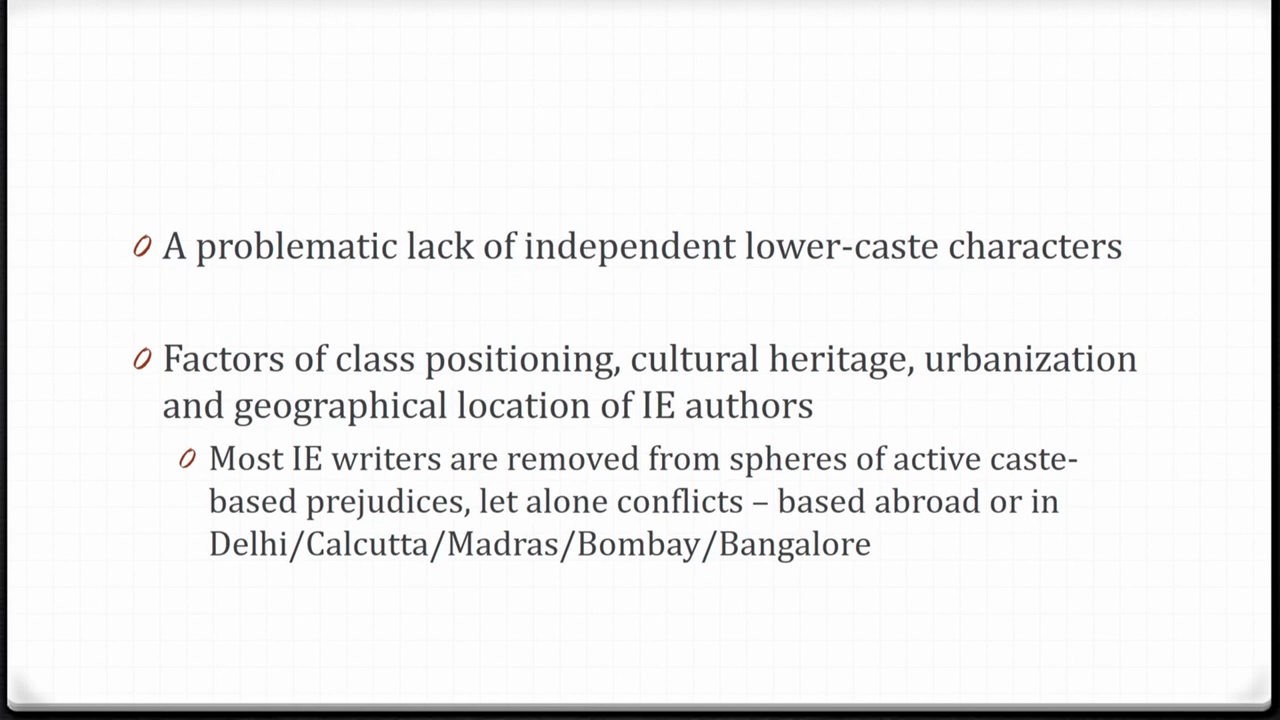 A problematic lack of independent lower-caste characters
Factors of class positioning, cultural heritage, urbanization
and geographical location of IE authors
Most IE writers are removed from spheres of active caste-
based prejudices, let alone conflicts – based abroad or in
Delhi/Calcutta/Madras/Bombay/Bangalore